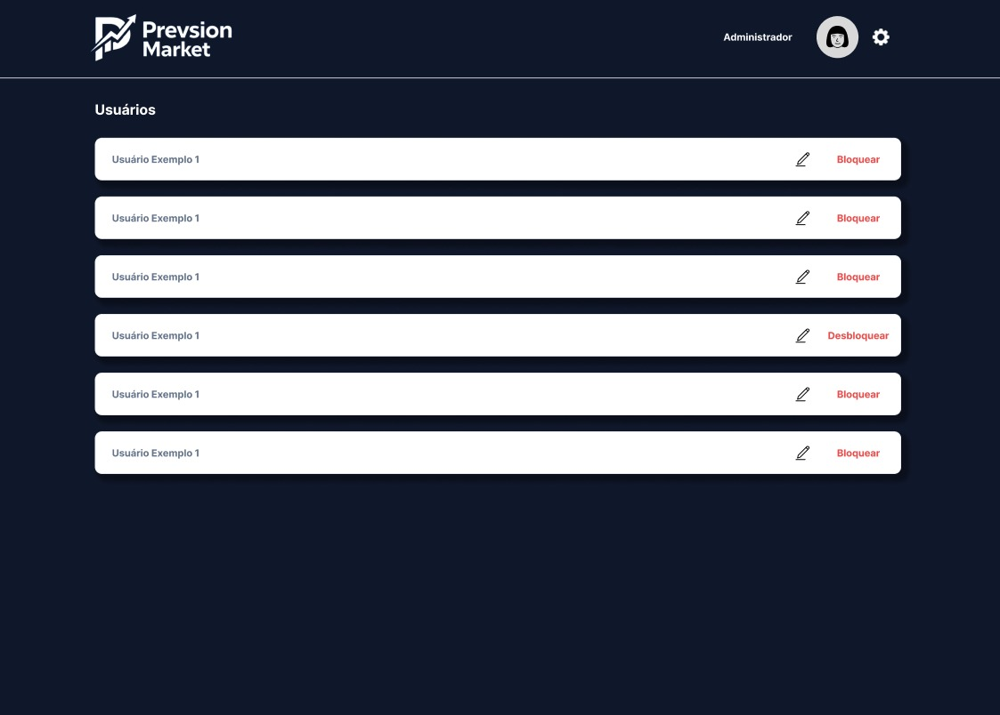 Prevsion
Market
Administrador
Usuários
Usuário Exemplo 1 Bloquear
Usuário Exemplo 1 Bloquear
Usuário Exemplo 1 Bloquear
Usuário Exemplo 1 Desbloquear
Usuário Exemplo 1 Bloquear
Usuário Exemplo 1 Bloquear